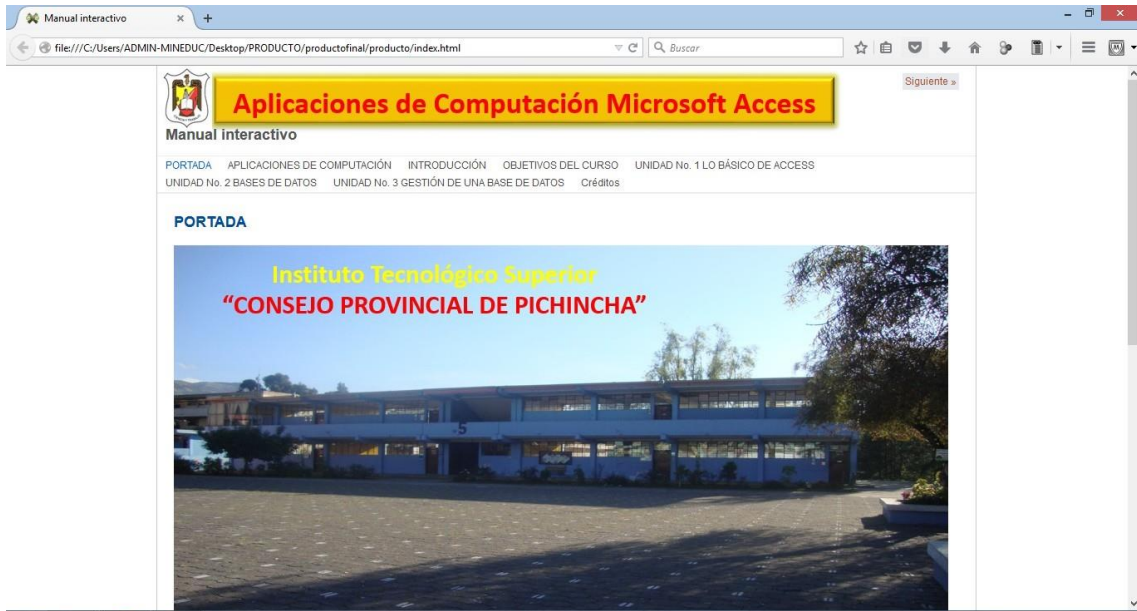 Manual interactivo
file:///C:/Users/ADMIN-MINEDUC/Desktop/PRODUCTO/productofinal/producto/index.html
Buscar
Siguiente »
Aplicaciones de Computación Microsoft Access
Manual interactivo
PORTADA APLICACIONES DE COMPUTACIÓN INTRODUCCIÓN OBJETIVOS DEL CURSO UNIDAD No. 1 LO BÁSICO DE ACCESS
UNIDAD No. 2 BASES DE DATOS UNIDAD No. 3 GESTIÓN DE UNA BASE DE DATOS Créditos
PORTADA
Instituto Tecnológico Superior
“CONSEJO PROVINCIAL DE PICHINCHA”
5